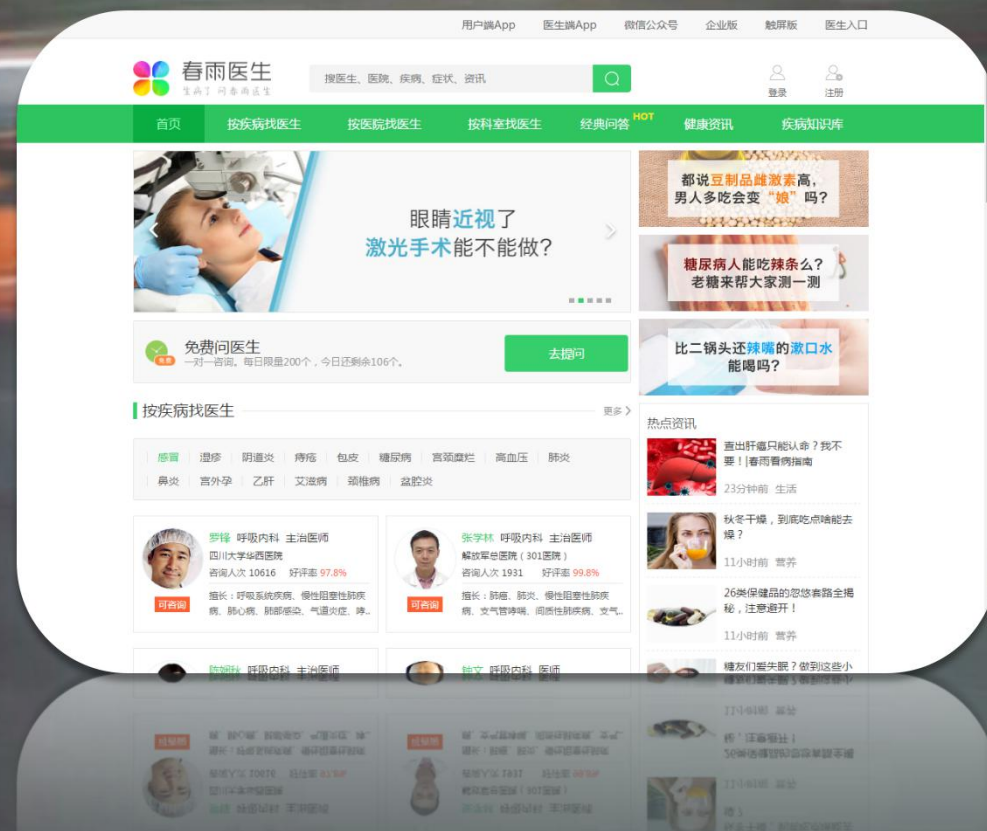 用户端App 医生端App 微信公众号 企业版 触屏版 医生入口
春雨医生
生病了 问春雨医生
搜医生、医院、疾病、症状、资讯
登录 注册
首页 按疾病找医生 按医院找医生 按科室找医生 经典问答 HOT 健康资讯 疾病知识库
眼睛近视了
激光手术能不能做?
都说豆制品雌激素高,
男人多吃会变“娘”吗?
糖尿病人能吃辣条么?
老糖来帮大家测一测
比二锅头还辣嘴的漱口水
能喝吗?
免费问医生
免费
一对一咨询。每日限量200个,今日还剩余106个。
去提问
按疾病找医生
更多
感冒 湿疹 阴道炎 痔疮 包皮 糖尿病 宫颈糜烂 高血压 肺炎
鼻炎 宫外孕 乙肝 艾滋病 颈椎病 盆腔炎
罗锋 呼吸内科 主治医师
四川大学华西医院
咨询人次 10616 好评率 97.8%
可咨询
擅长:呼吸系统疾病、慢性阻塞性肺疾
病、肺心病、肺部感染、气道炎症、哮..
张学林 呼吸内科 主治医师
解放军总医院(301医院)
咨询人次 1931 好评率 99.8%
可咨询
擅长:肺癌、肺炎、慢性阻塞性肺疾
病、支气管哮喘、间质性肺疾病、支气..
呼吸内科 主治医师
钟文 呼吸内科 医师
热点资讯
查出肝癌只能认命?我不
要!|春雨看病指南
23分钟前 生活
秋冬干燥,到底吃点啥能去
燥?
11小时前 营养
26类保健品的忽悠套路全揭
秘,注意避开!
11小时前 营养
糖友们爱失眠?做到这些小